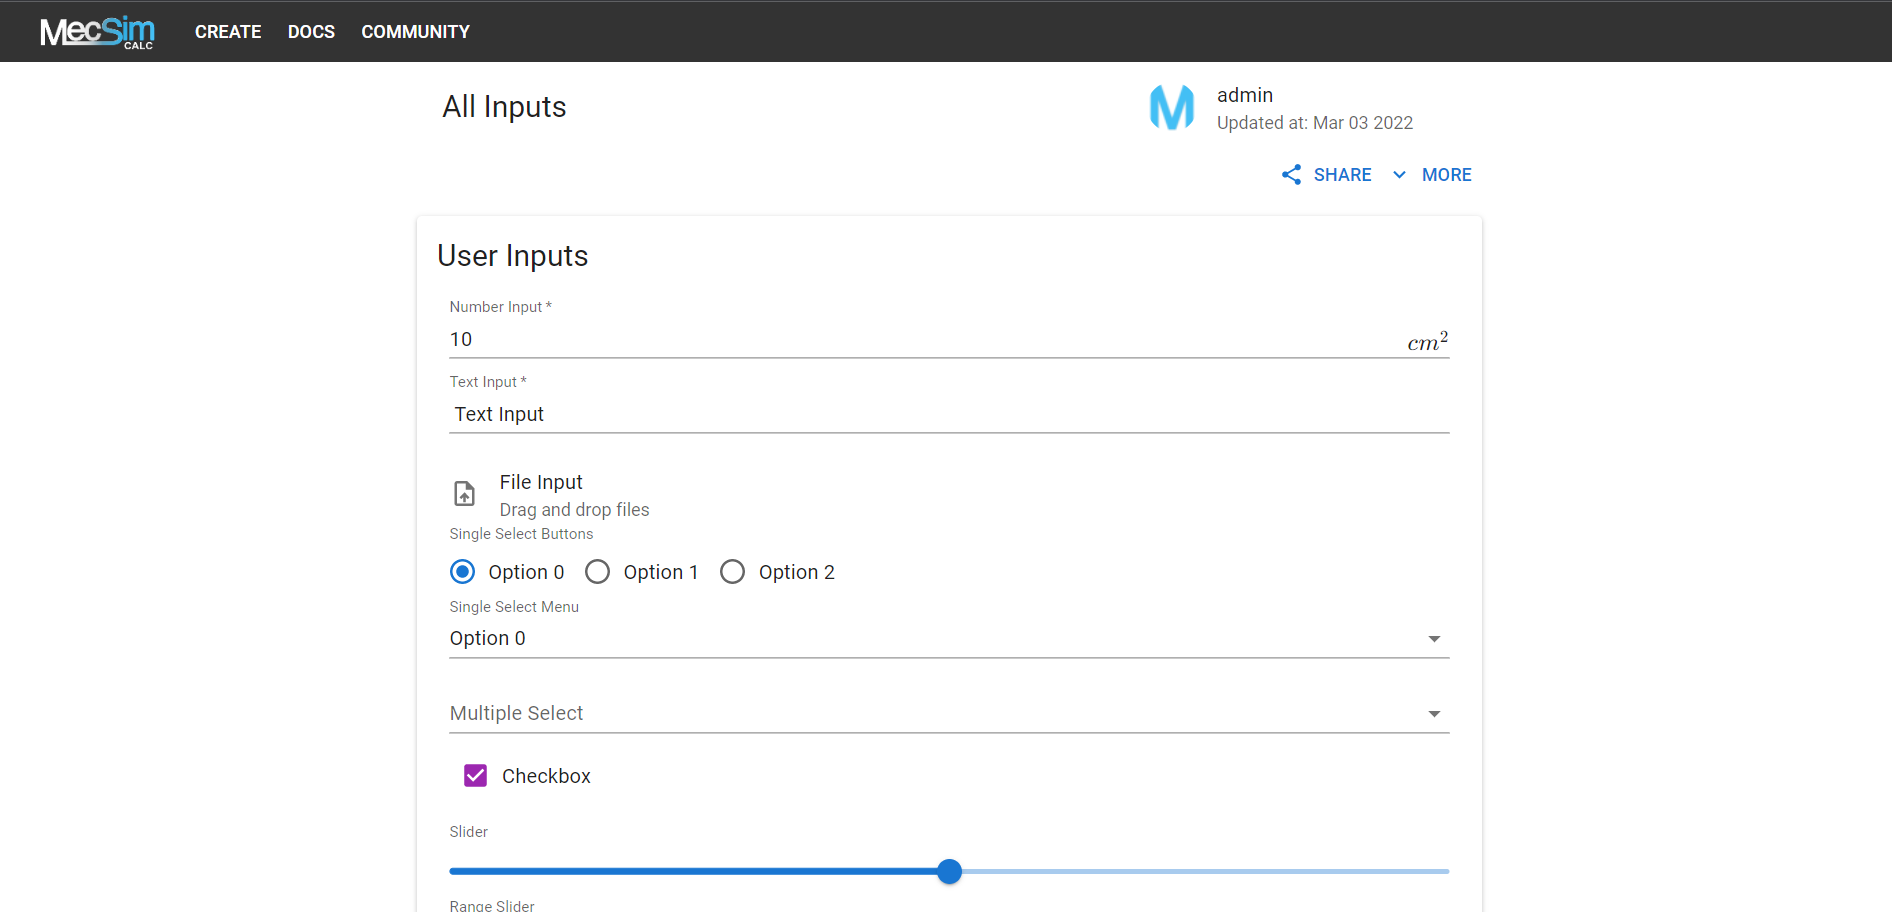 MecSim
CALC
CREATE DOCS COMMUNITY
All Inputs
admin
Updated at: Mar 03 2022
SHARE MORE
User Inputs
Number Input *
10 cm²
Text Input *
Text Input
File Input
Drag and drop files
Single Select Buttons
Option 0 Option 1 Option 2
Single Select Menu
Option 0
Multiple Select
Checkbox
Slider
Range Slider